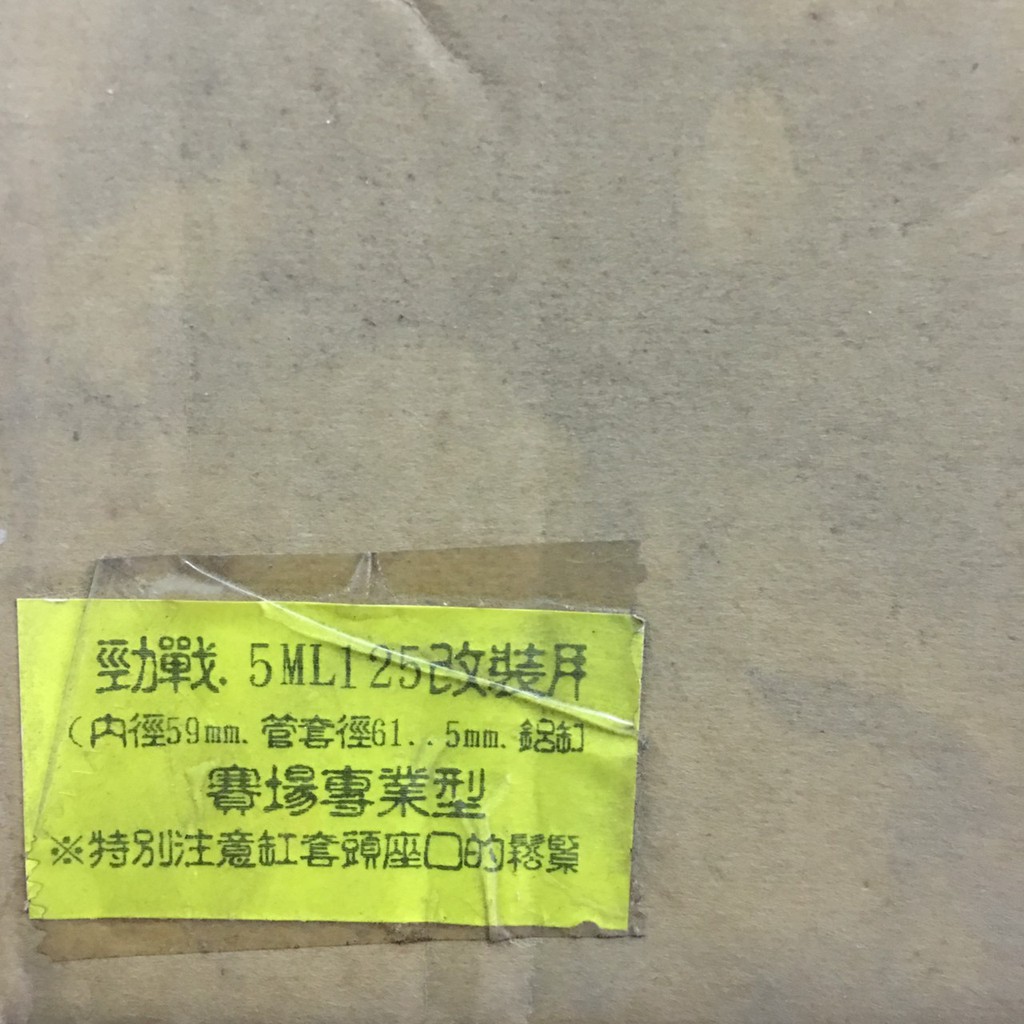 勁戰. 5ML125改裝用
(內徑59mm. 管套徑61..5mm. 鋁缸]
賽場專業型
※特別注意缸套頭座口的鬆緊